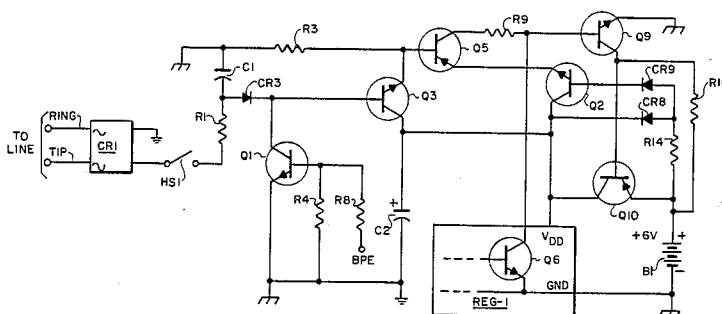 R3
R9
Q9
C1
Q5
CR9
CR3
Q3
Q2
CR8
R1
R14
RING
TO
LINE
CR1
TIP
HS1
Q1
R4
R8
C2
Q10
BPE
VDD
+6V
+
B1
-
Q6
GND
REG-1
+